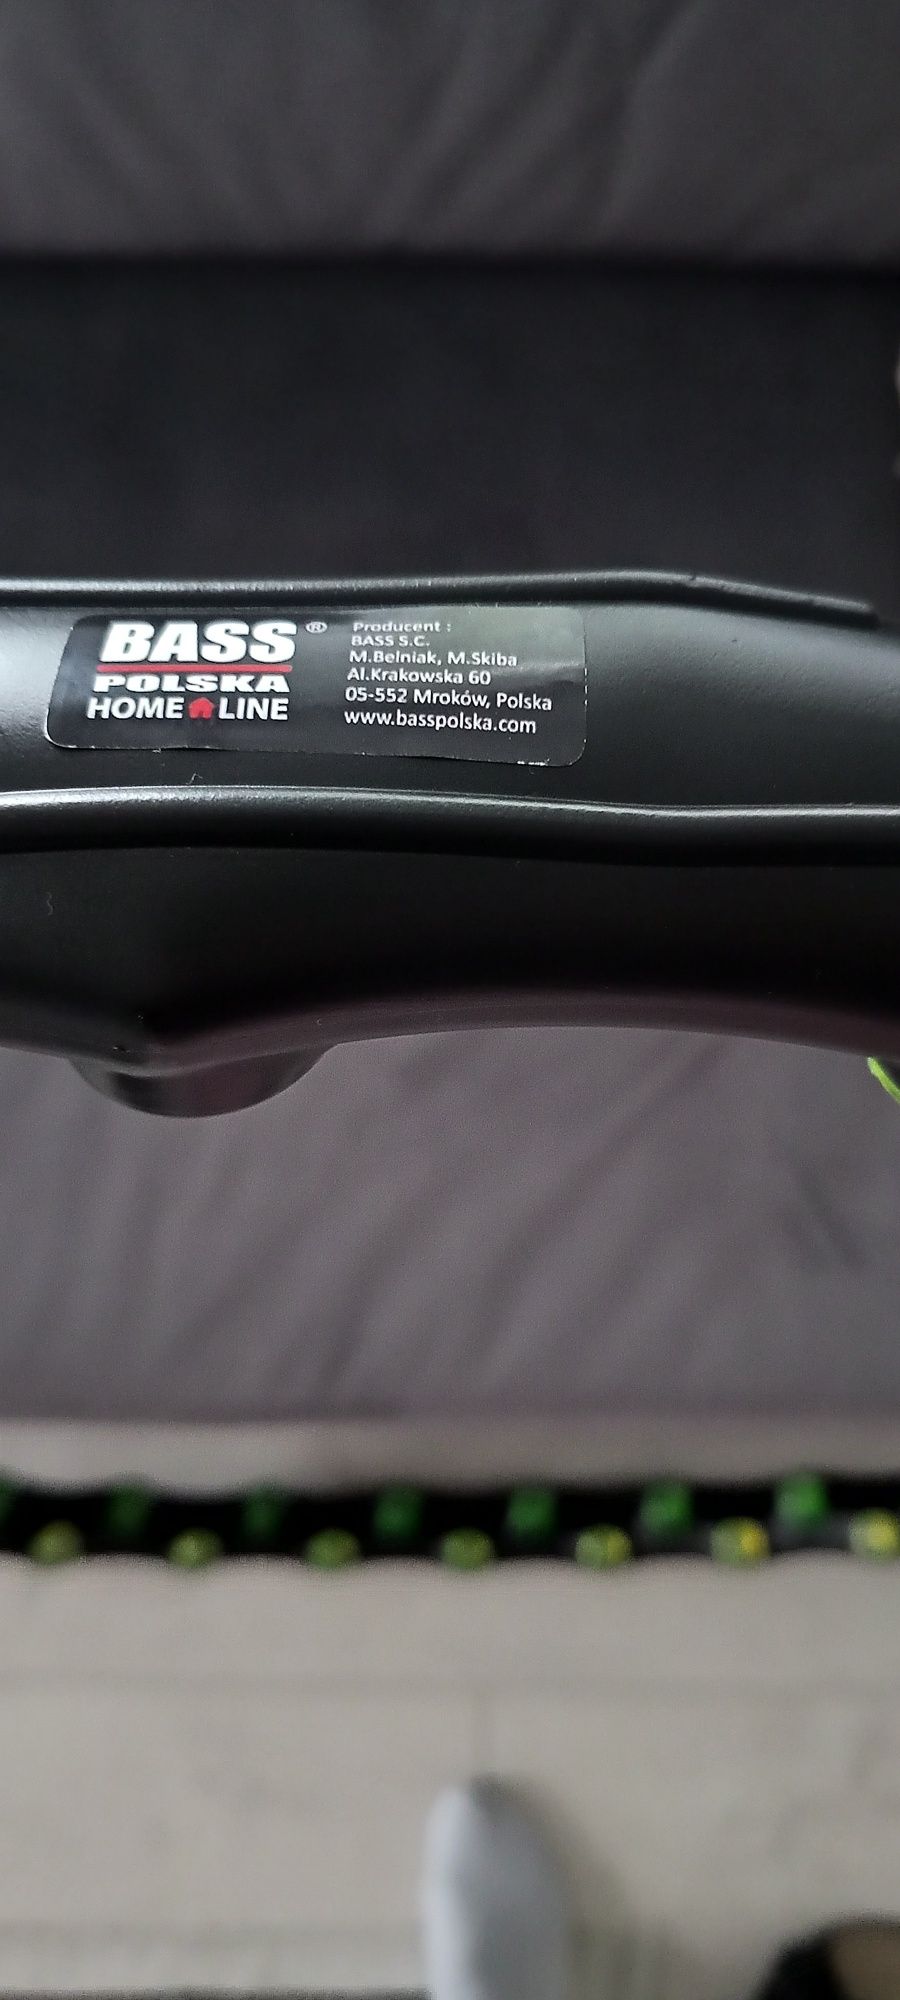 BASS®
POLSKA
HOME LINE
Producent :
BASS S.C.
M.Belniak, M.Skiba
Al.Krakowska 60
05-552 Mroków, Polska
www.basspolska.com